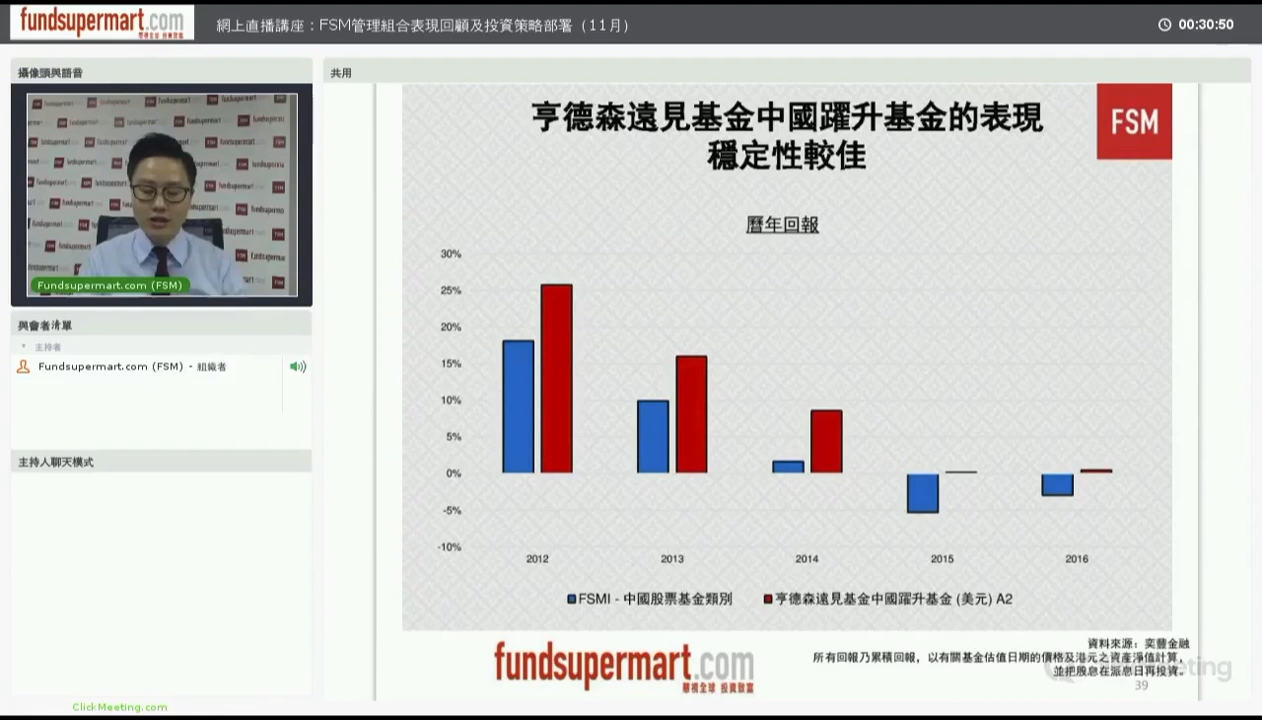 fundsupermart.com
網上直播講座：FSM管理組合表現回顧及投資策略部署（11月）
00:30:50
攝像頭與語音
共用
Fundsupermart.com (FSM)
與會者清單
主持者
Fundsupermart.com (FSM) - 組織者
主持人聊天模式
ClickMeeting.com
亨德森遠見基金中國躍升基金的表現
穩定性較佳
FSM
曆年回報
30%
25%
20%
15%
10%
5%
0%
-5%
-10%
2012
2013
2014
2015
2016
FSMI - 中國股票基金類別
亨德森遠見基金中國躍升基金 (美元) A2
fundsupermart.com
資料來源：奕豐金融
所有回報乃累積回報，以有關基金估值日期的價格及港元之資產淨值計算，
並把股息在派息日再投資。
39